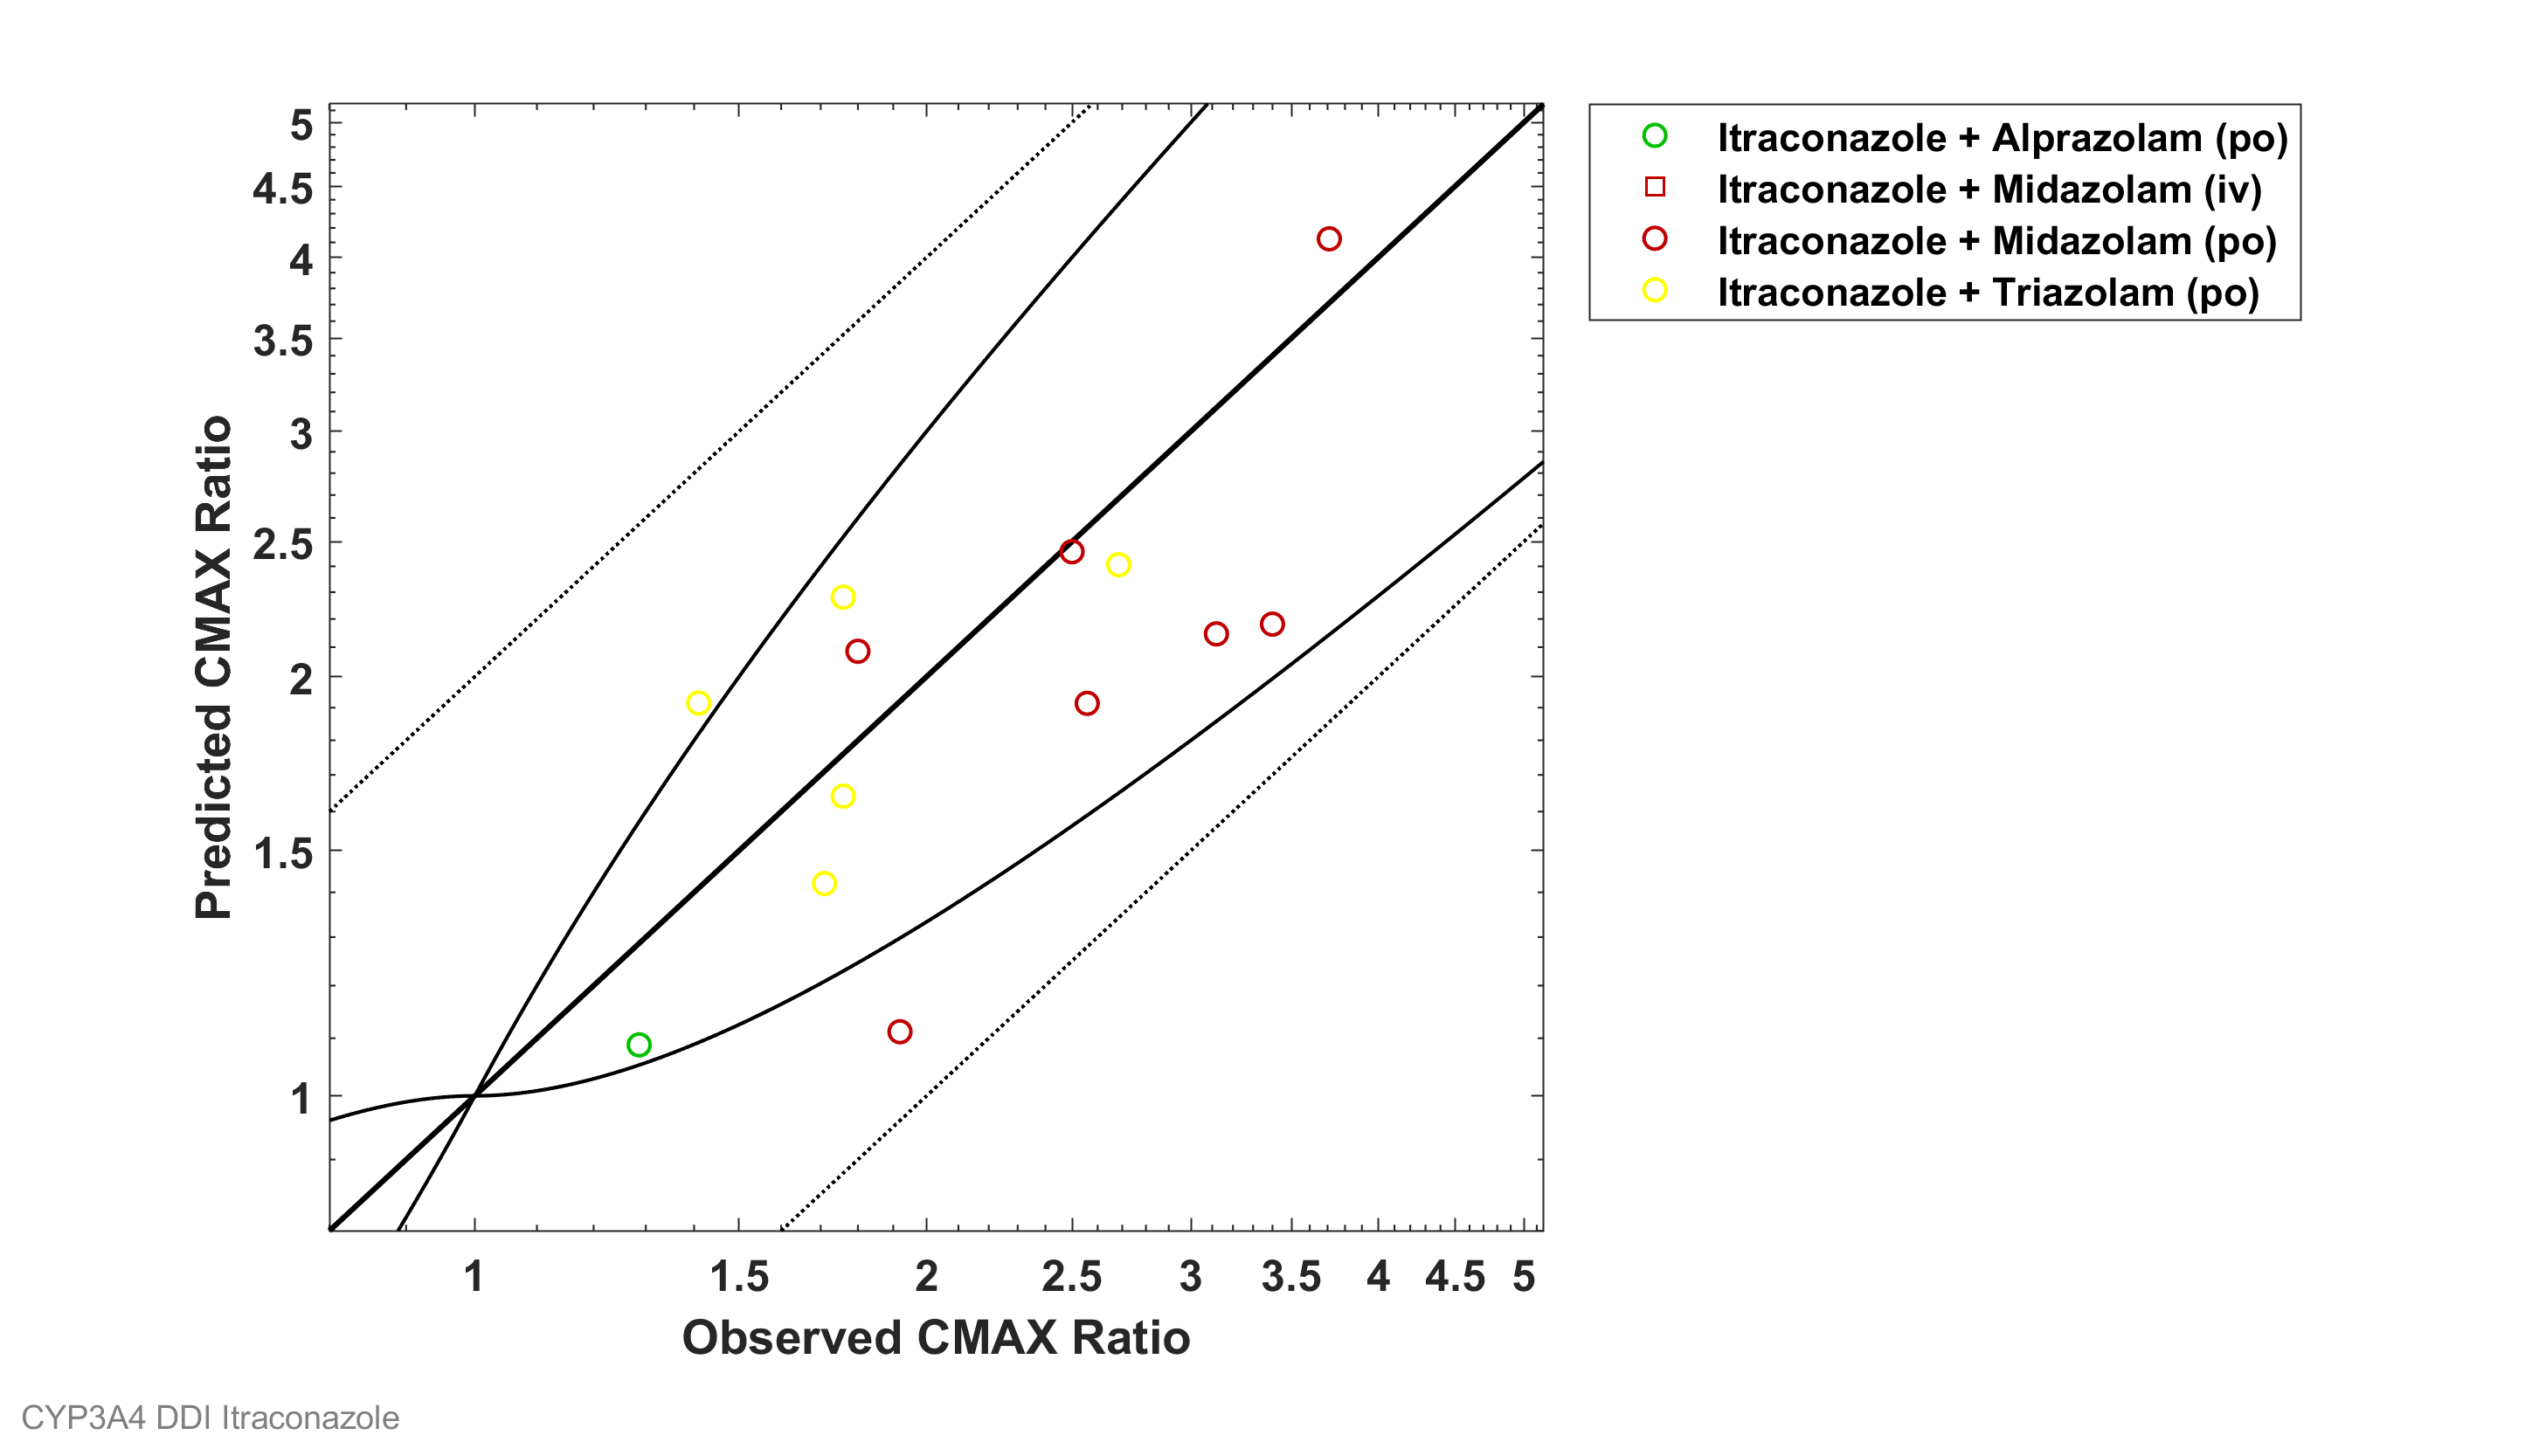 5
4.5
4
3.5
3
2.5
2
1.5
1
Predicted CMAX Ratio
1 1.5 2 2.5 3 3.5 4 4.5 5
Observed CMAX Ratio
Itraconazole + Alprazolam (po)
Itraconazole + Midazolam (iv)
Itraconazole + Midazolam (po)
Itraconazole + Triazolam (po)
CYP3A4 DDI Itraconazole